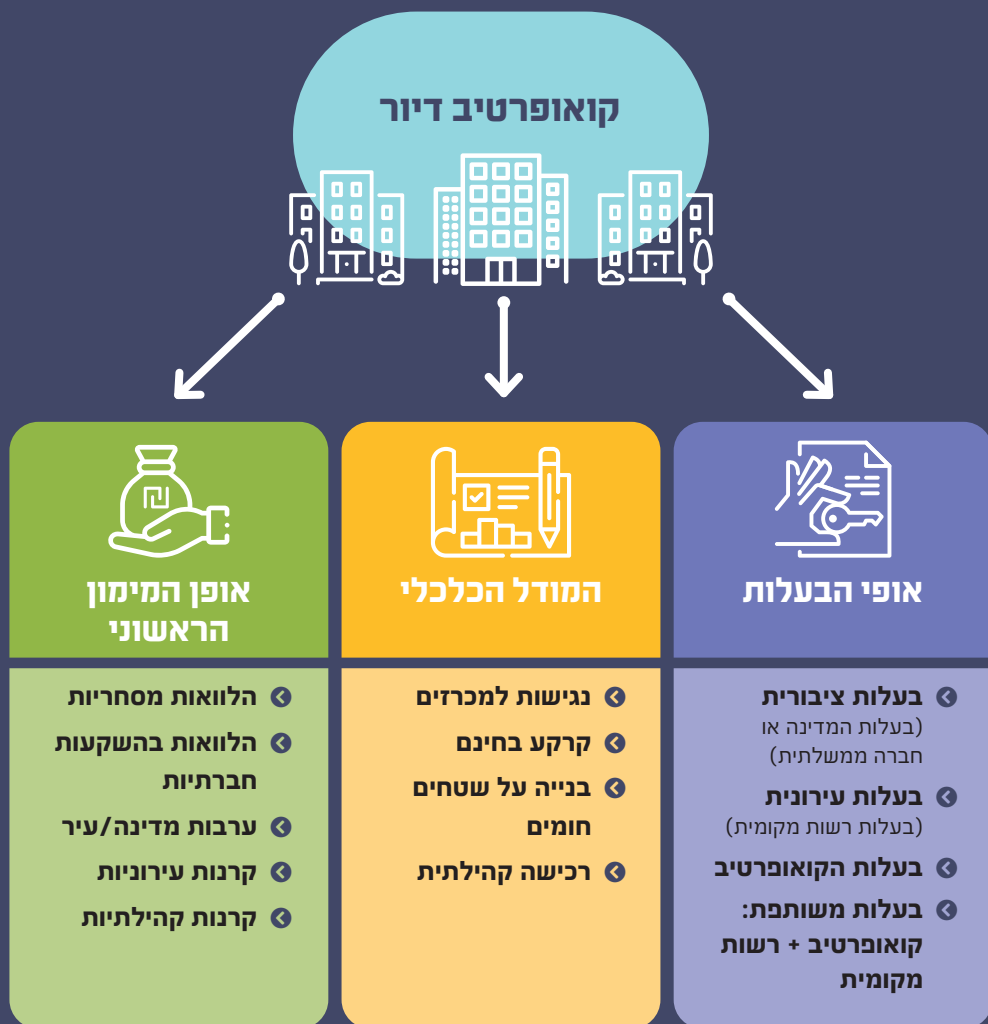 קואופרטיב דיור
אופי הבעלות
בעלות ציבורית
(בעלות המדינה או
חברה ממשלתית)
בעלות עירונית
(בעלות רשות מקומית)
בעלות הקואופרטיב
בעלות משותפת:
קואופרטיב + רשות
מקומית
המודל הכלכלי
נגישות למכרזים
קרקע בחינם
בנייה על שטחים
חומים
רכישה קהילתית
אופן המימון
הראשוני
הלוואות מסחריות
הלוואות בהשקעות
חברתיות
ערבות מדינה/עיר
קרנות עירוניות
קרנות קהילתיות